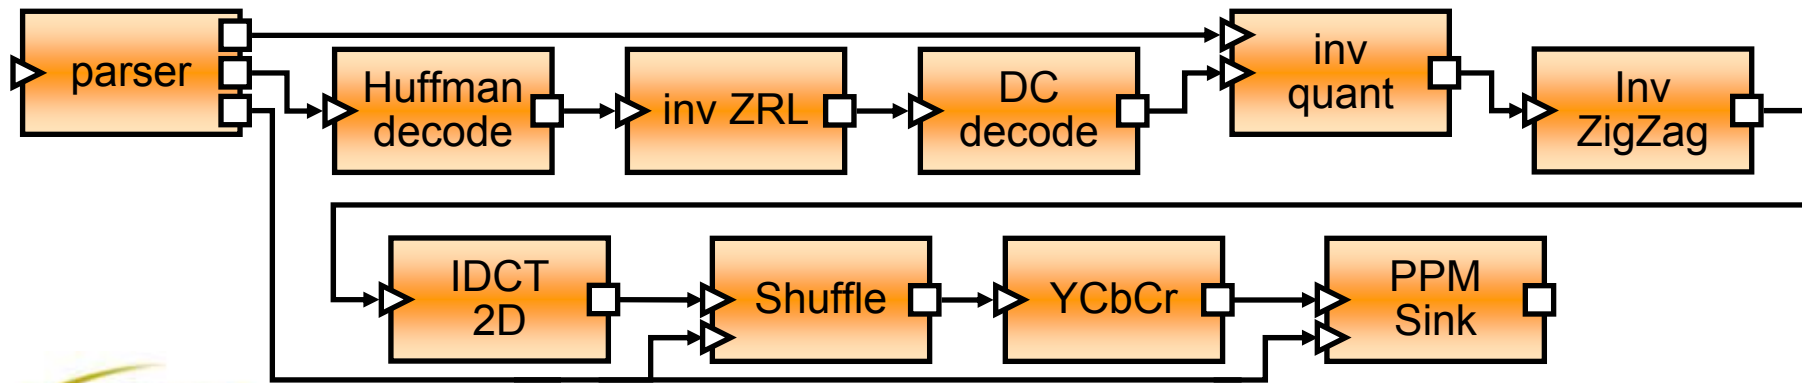 parser
Huffman
decode
inv ZRL
DC
decode
inv
quant
Inv
ZigZag
IDCT
2D
Shuffle
YCbCr
PPM
Sink